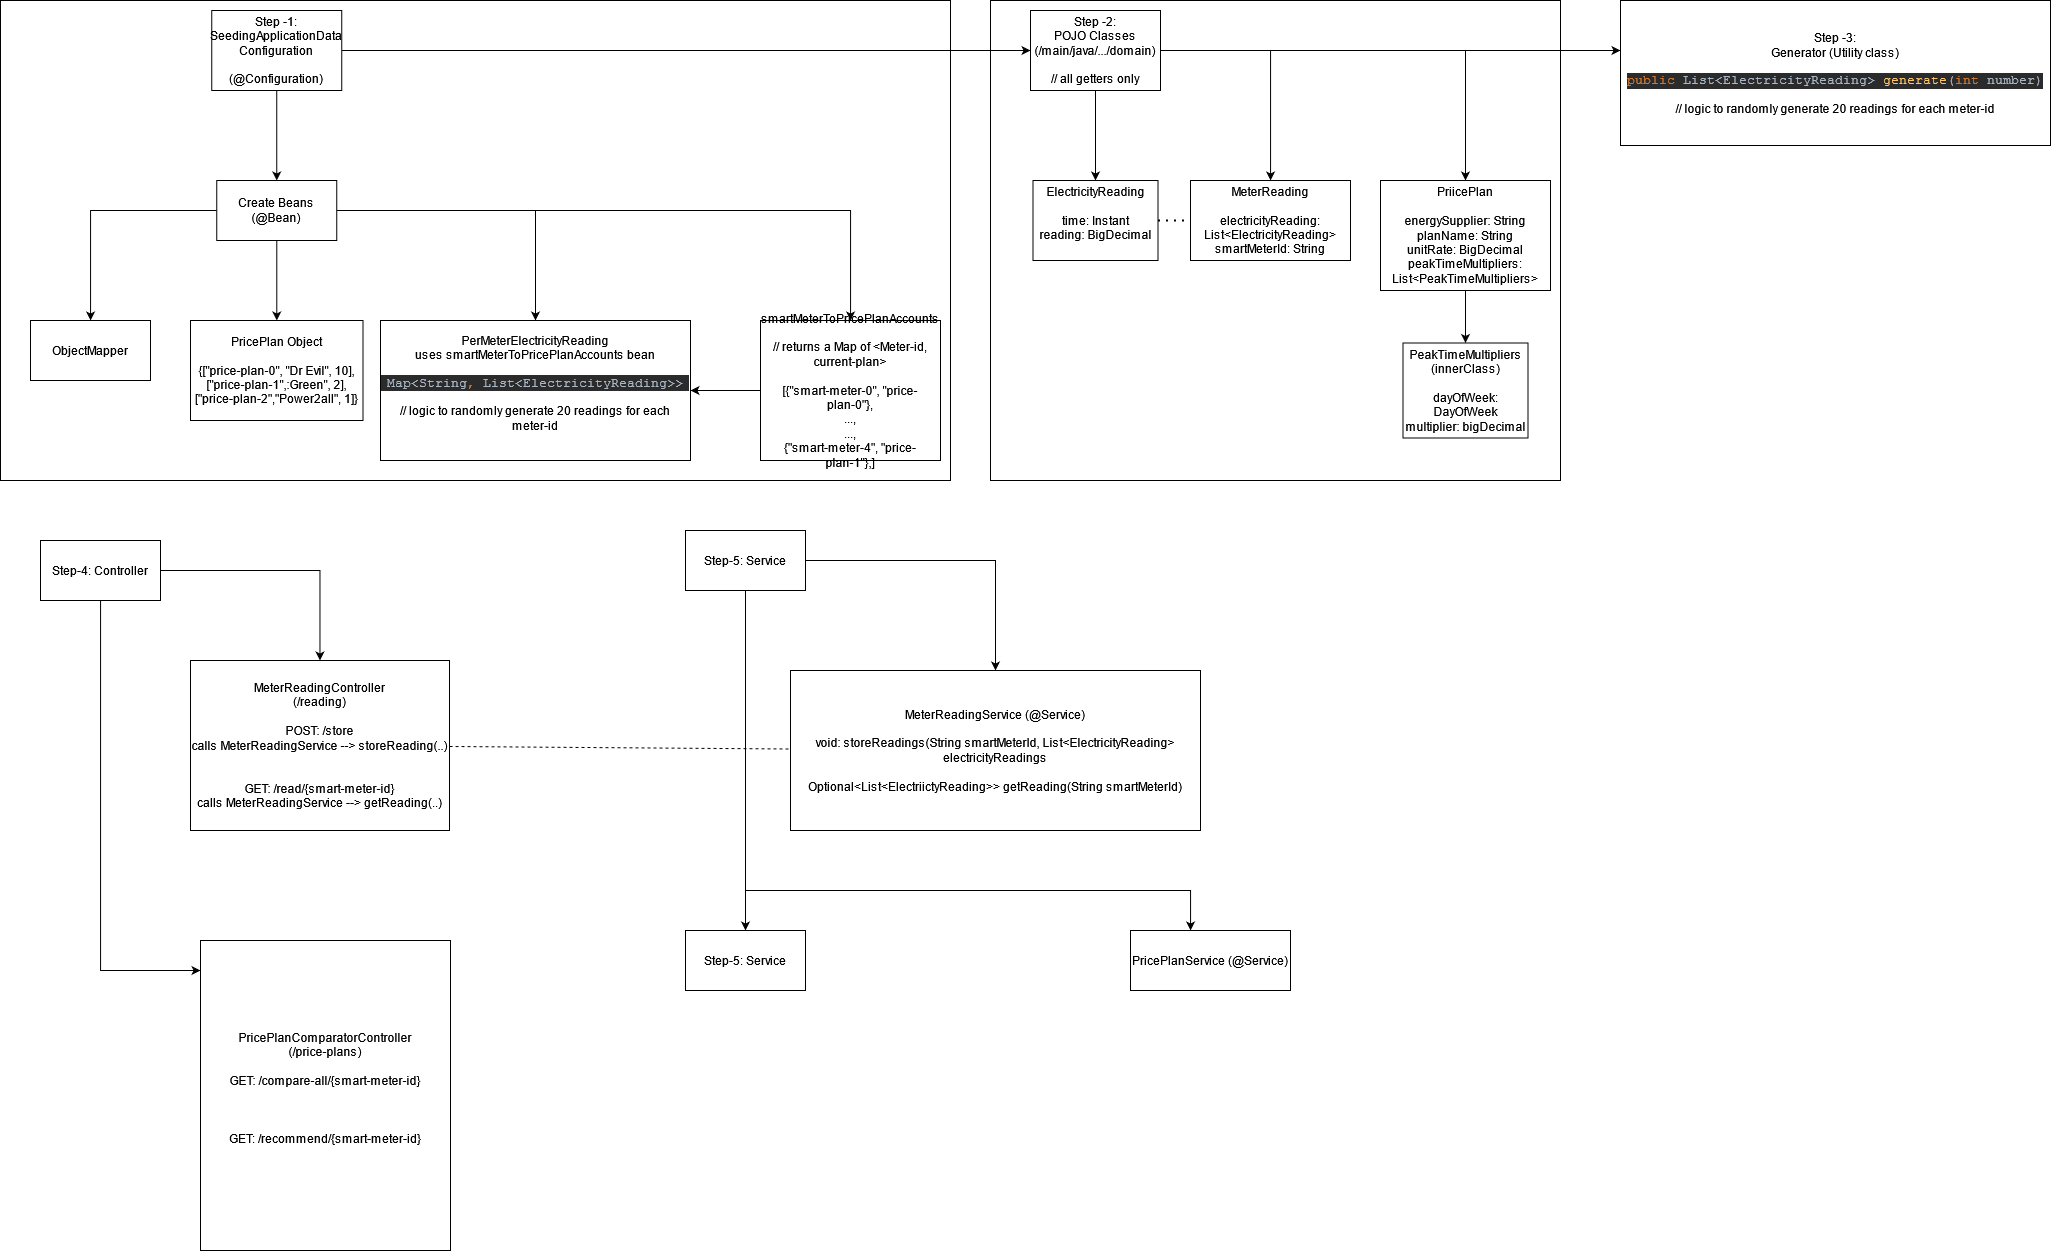 Step -1:
SeedingApplicationData
Configuration
(@Configuration)
Create Beans
(@Bean)
ObjectMapper
PricePlan Object
{["price-plan-0", "Dr Evil", 10],
["price-plan-1",:Green", 2],
["price-plan-2","Power2all", 1]}
PerMeterElectricityReading
uses smartMeterToPricePlanAccounts bean
Map<String, List<ElectricityReading>>
// logic to randomly generate 20 readings for each
meter-id
smartMeterToPricePlanAccounts
// returns a Map of <Meter-id,
current-plan>
[{"smart-meter-0", "price-
plan-0"},
...,
...,
{"smart-meter-4", "price-
plan-1"},]
Step -2:
POJO Classes
(/main/java/.../domain)
// all getters only
ElectricityReading
time: Instant
reading: BigDecimal
MeterReading
electricityReading:
List<ElectricityReading>
smartMeterId: String
PriicePlan
energySupplier: String
planName: String
unitRate: BigDecimal
peakTimeMultipliers:
List<PeakTimeMultipliers>
PeakTimeMultipliers
(innerClass)
dayOfWeek:
DayOfWeek
multiplier: bigDecimal
Step -3:
Generator (Utility class)
public List<ElectricityReading> generate(int number)
// logic to randomly generate 20 readings for each meter-id
Step-4: Controller
MeterReadingController
(/reading)
POST: /store
calls MeterReadingService --> storeReading(..)
GET: /read/{smart-meter-id}
calls MeterReadingService --> getReading(..)
PricePlanComparatorController
(/price-plans)
GET: /compare-all/{smart-meter-id}
GET: /recommend/{smart-meter-id}
Step-5: Service
MeterReadingService (@Service)
void: storeReadings(String smartMeterId, List<ElectricityReading>
electricityReadings
Optional<List<ElectriictyReading>> getReading(String smartMeterId)
Step-5: Service
PricePlanService (@Service)